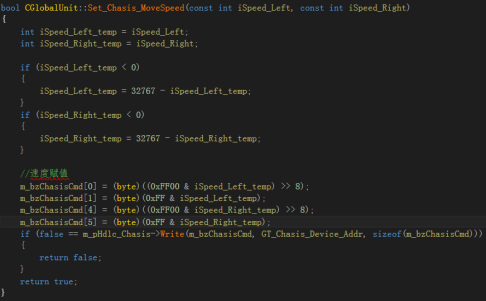 bool CGlobalUnit::Set_Chasis_MoveSpeed(const int iSpeed_Left, const int iSpeed_Right)
{
int iSpeed_Left_temp = iSpeed_Left;
int iSpeed_Right_temp = iSpeed_Right;
if (iSpeed_Left_temp < 0)
{
iSpeed_Left_temp = 32767 - iSpeed_Left_temp;
}
if (iSpeed_Right_temp < 0)
{
iSpeed_Right_temp = 32767 - iSpeed_Right_temp;
}
//速度赋值
m_bzChasisCmd[0] = (byte)((0xFF00 & iSpeed_Left_temp) >> 8);
m_bzChasisCmd[1] = (byte)(0xFF & iSpeed_Left_temp);
m_bzChasisCmd[4] = (byte)((0xFF00 & iSpeed_Right_temp) >> 8);
m_bzChasisCmd[5] = (byte)(0xFF & iSpeed_Right_temp);
if (false == m_pHdlc_Chasis->Write(m_bzChasisCmd, GT_Chasis_Device_Addr, sizeof(m_bzChasisCmd)))
{
return false;
}
return true;
}